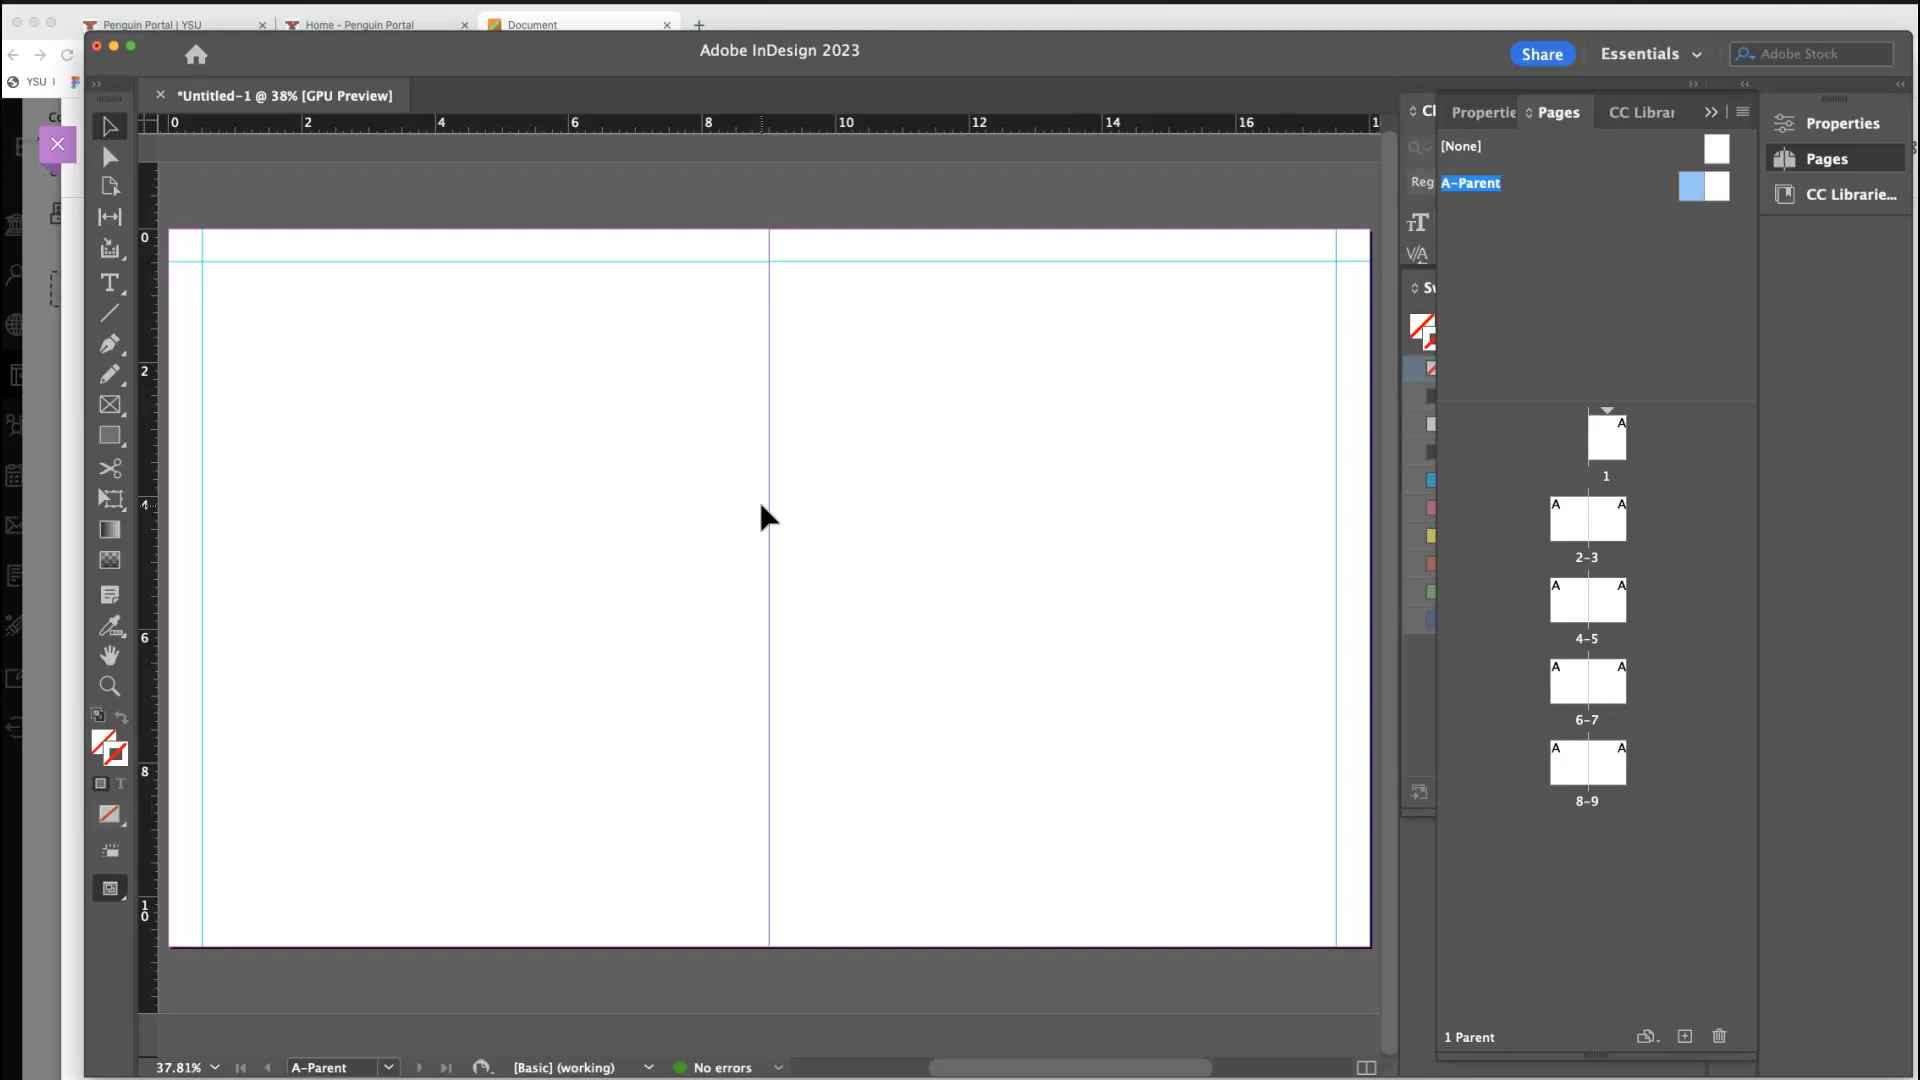 Penguin Portal | YSU
Home - Penguin Portal
Document
Adobe InDesign 2023
Share
Essentials
Adobe Stock
YSU
*Untitled-1 @ 38% [GPU Preview]
Propertie
Pages
CC Librar
Properties
Pages
CC Librarie...
[None]
A-Parent
Reg
0 2 4 6 8 10 12 14 16
0
2
4
6
8
1
0
A
1
A A
2-3
A A
4-5
A A
6-7
A A
8-9
1 Parent
37.81%
A-Parent
[Basic] (working)
No errors